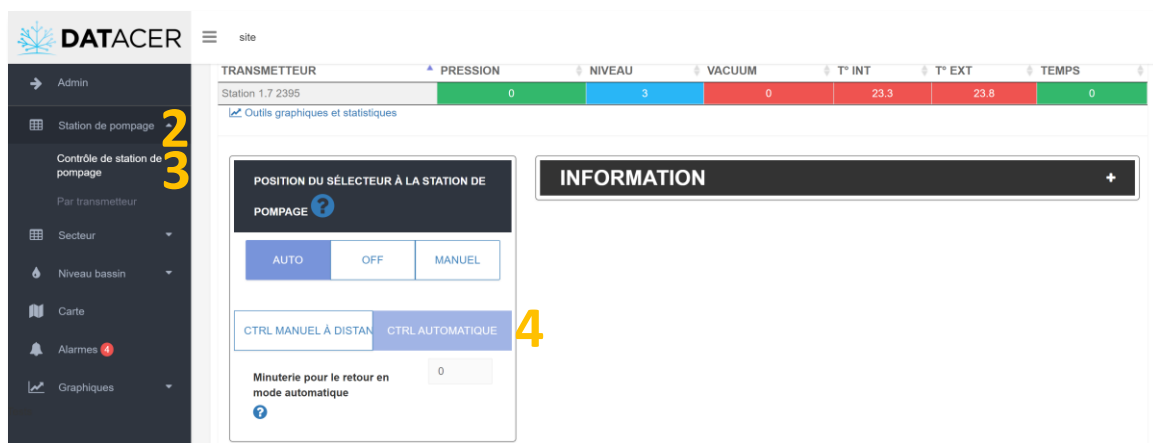 DATACER
site
Admin
Station de pompage 2
Contrôle de station de
pompage 3
Par transmetteur
Secteur
Niveau bassin
Carte
Alarmes 4
Graphiques
TRANSMETTEUR PRESSION NIVEAU VACUUM T° INT T° EXT TEMPS
Station 1.7 2395 0 3 0 23.3 23.8 0
Outils graphiques et statistiques
POSITION DU SÉLECTEUR À LA STATION DE
POMPAGE ?
AUTO OFF MANUEL
CTRL MANUEL À DISTAN CTRL AUTOMATIQUE 4
Minuterie pour le retour en 0
mode automatique
?
INFORMATION +